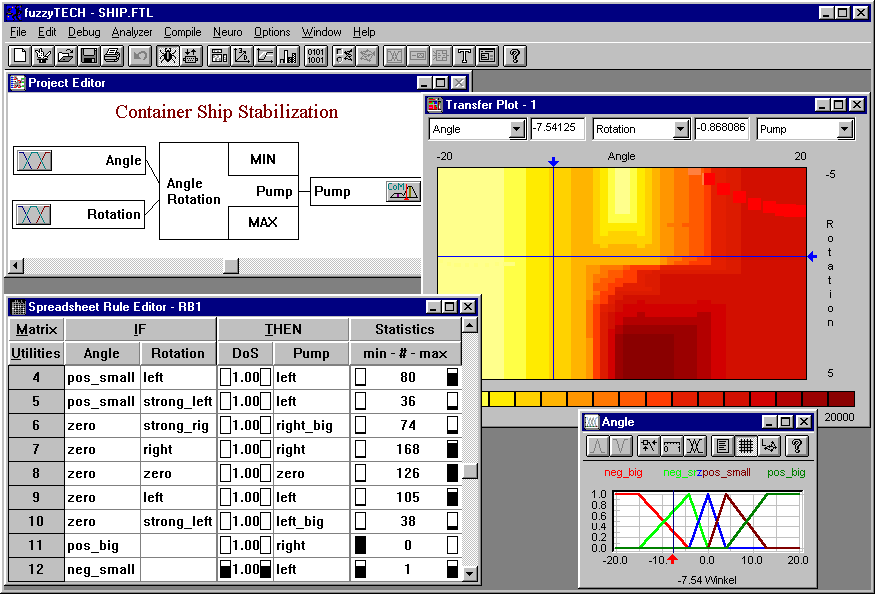 fuzzyTECH - SHIP.FTL
File Edit Debug Analyzer Compile Neuro Options Window Help
Project Editor
Container Ship Stabilization
Angle
Rotation
Angle
Rotation
MIN
Pump
MAX
Pump
CoM
Transfer Plot - 1
Angle -7.54125 Rotation -0.868086 Pump
-20 Angle 20
-5
Rotation
5
20000
Spreadsheet Rule Editor - RB1
Matrix IF THEN Statistics
Utilities Angle Rotation DoS Pump min - # - max
4 pos_small left 1.00 left 80
5 pos_small strong_left 1.00 left 36
6 zero strong_rig 1.00 right_big 74
7 zero right 1.00 right 168
8 zero zero 1.00 zero 126
9 zero left 1.00 left 105
10 zero strong_left 1.00 left_big 38
11 pos_big 1.00 right 0
12 neg_small 1.00 left 1
Angle
neg_big neg_sr pos_small pos_big
1.0
0.8
0.6
0.4
0.2
0.0
-20.0 -10. 0.0 10.0 20.0
-7.54 Winkel